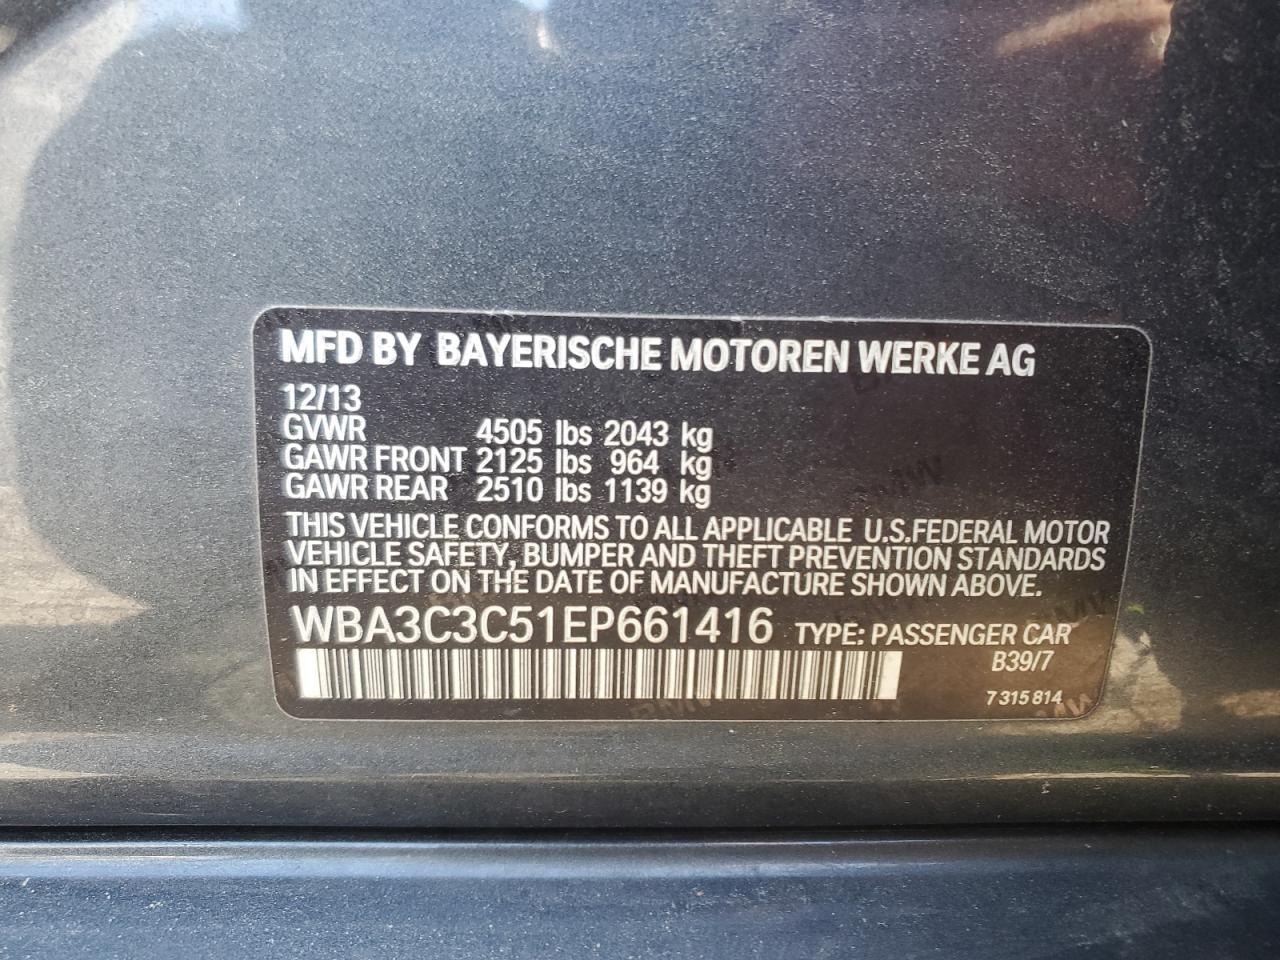 MFD BY BAYERISCHE MOTOREN WERKE AG
12/13
GVWR 4505 lbs 2043 kg
GAWR FRONT 2125 lbs 964 kg
GAWR REAR 2510 lbs 1139 kg
THIS VEHICLE CONFORMS TO ALL APPLICABLE U.S.FEDERAL MOTOR
VEHICLE SAFETY, BUMPER AND THEFT PREVENTION STANDARDS
IN EFFECT ON THE DATE OF MANUFACTURE SHOWN ABOVE.
WBA3C3C51EP661416 TYPE: PASSENGER CAR
B39/7
7 315 814